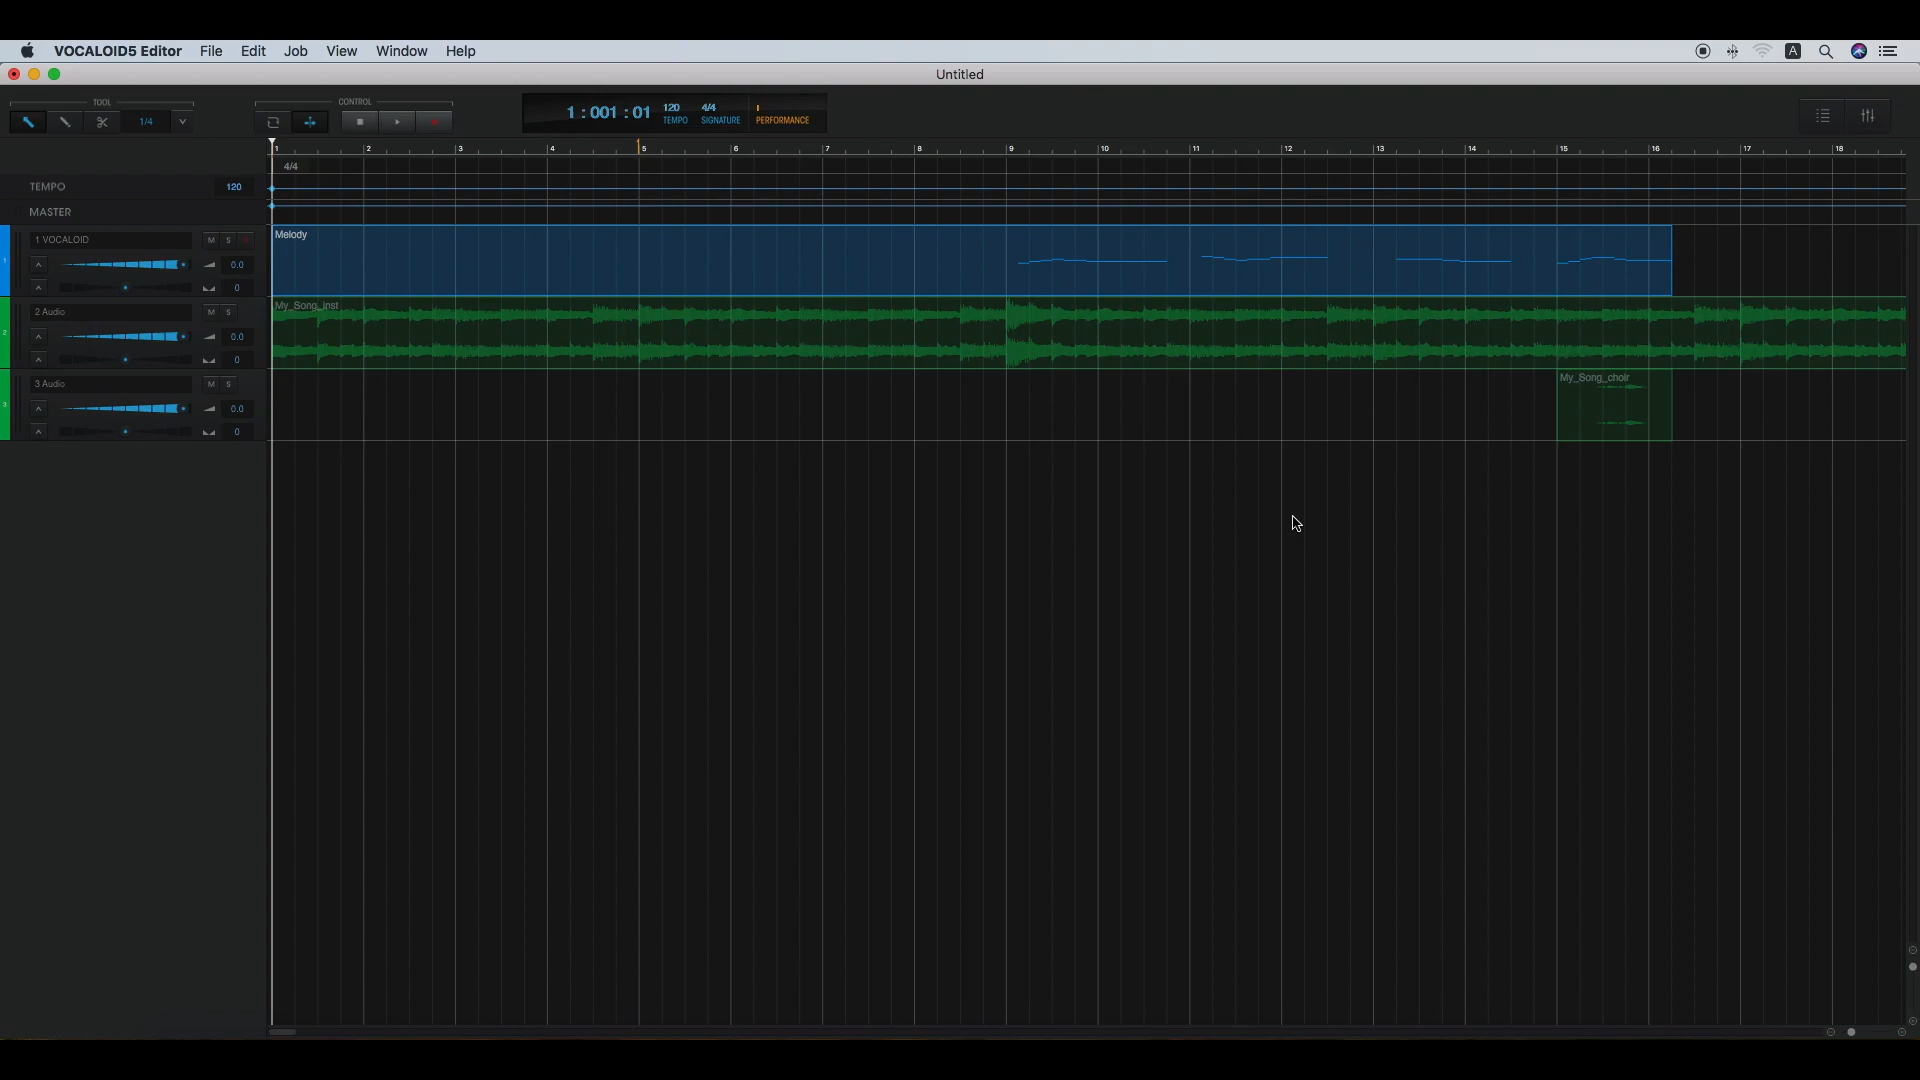 VOCALOID5 Editor File Edit Job View Window Help A
Untitled
TOOL CONTROL
1/4
1 : 001 : 01 120 4/4
TEMPO SIGNATURE PERFORMANCE
1 2 3 4 5 6 7 8 9 10 11 12 13 14 15 16 17 18
4/4
TEMPO 120
MASTER
1 VOCALOID M S
Melody
1
0.0
0
2 Audio M S
My_Song_inst
2
0.0
0
3 Audio M S
My_Song_choir
3
0.0
0